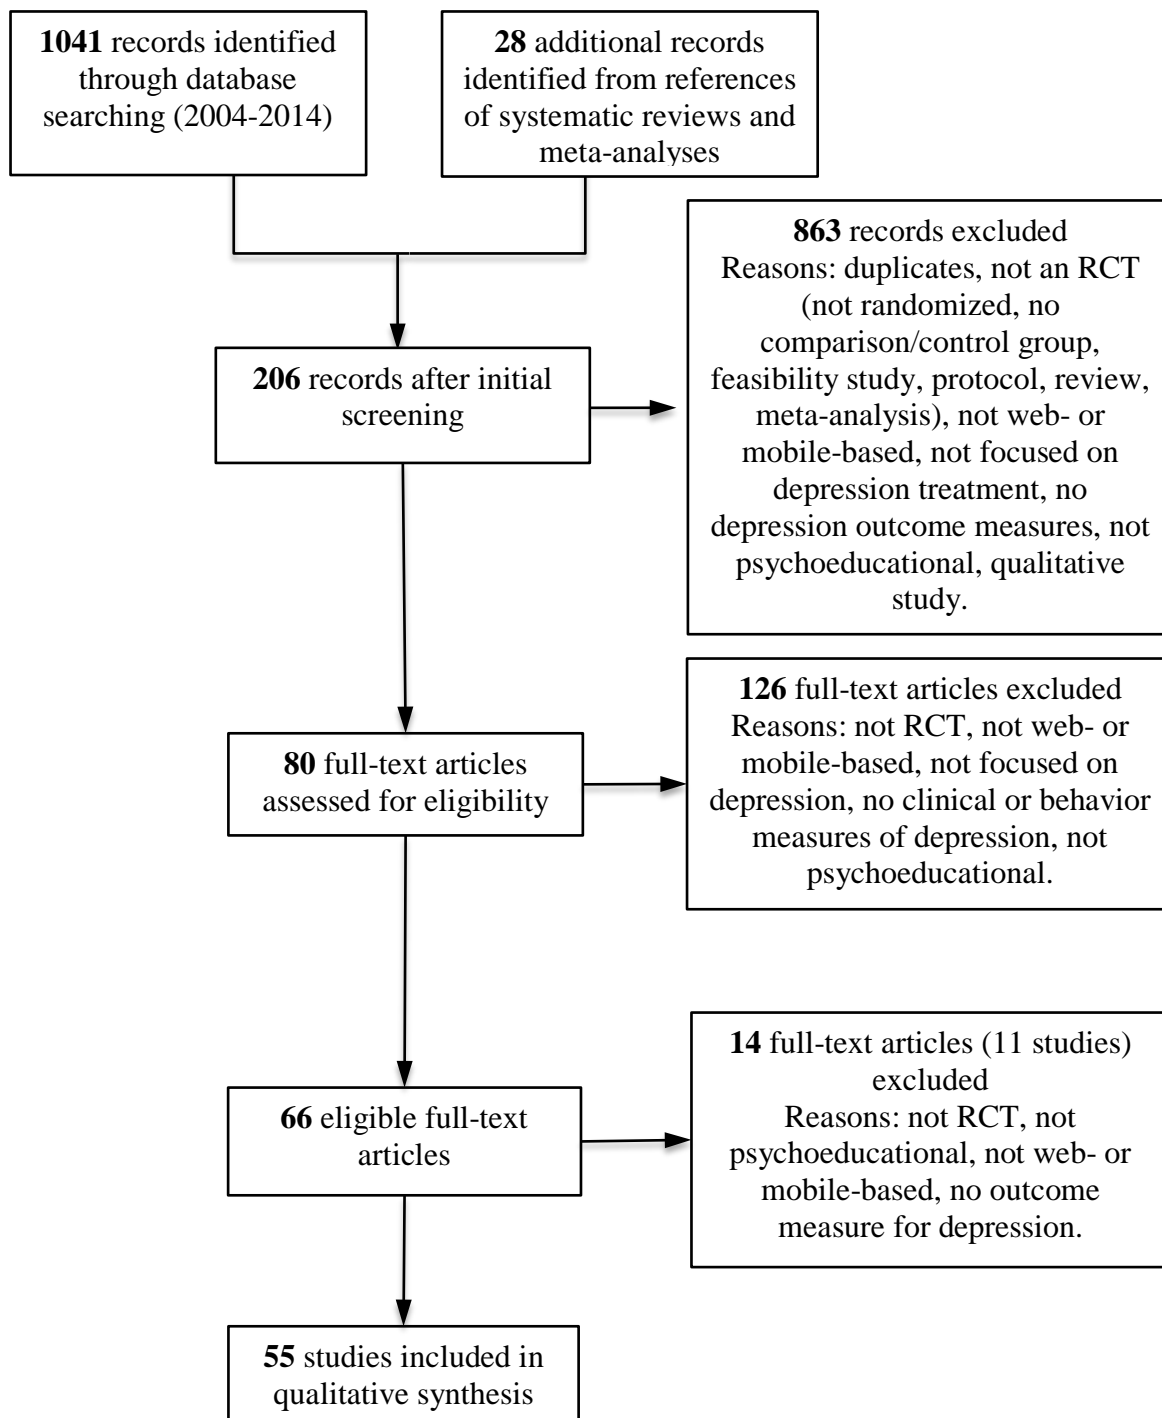 1041 records identified
through database
searching (2004-2014)
28 additional records
identified from references
of systematic reviews and
meta-analyses
863 records excluded
Reasons: duplicates, not an RCT
(not randomized, no
comparison/control group,
feasibility study, protocol, review,
meta-analysis), not web- or
mobile-based, not focused on
depression treatment, no
depression outcome measures, not
psychoeducational, qualitative
study.
206 records after initial
screening
126 full-text articles excluded
Reasons: not RCT, not web- or
mobile-based, not focused on
depression, no clinical or behavior
measures of depression, not
psychoeducational.
80 full-text articles
assessed for eligibility
14 full-text articles (11 studies)
excluded
Reasons: not RCT, not
psychoeducational, not web- or
mobile-based, no outcome
measure for depression.
66 eligible full-text
articles
55 studies included in
qualitative synthesis